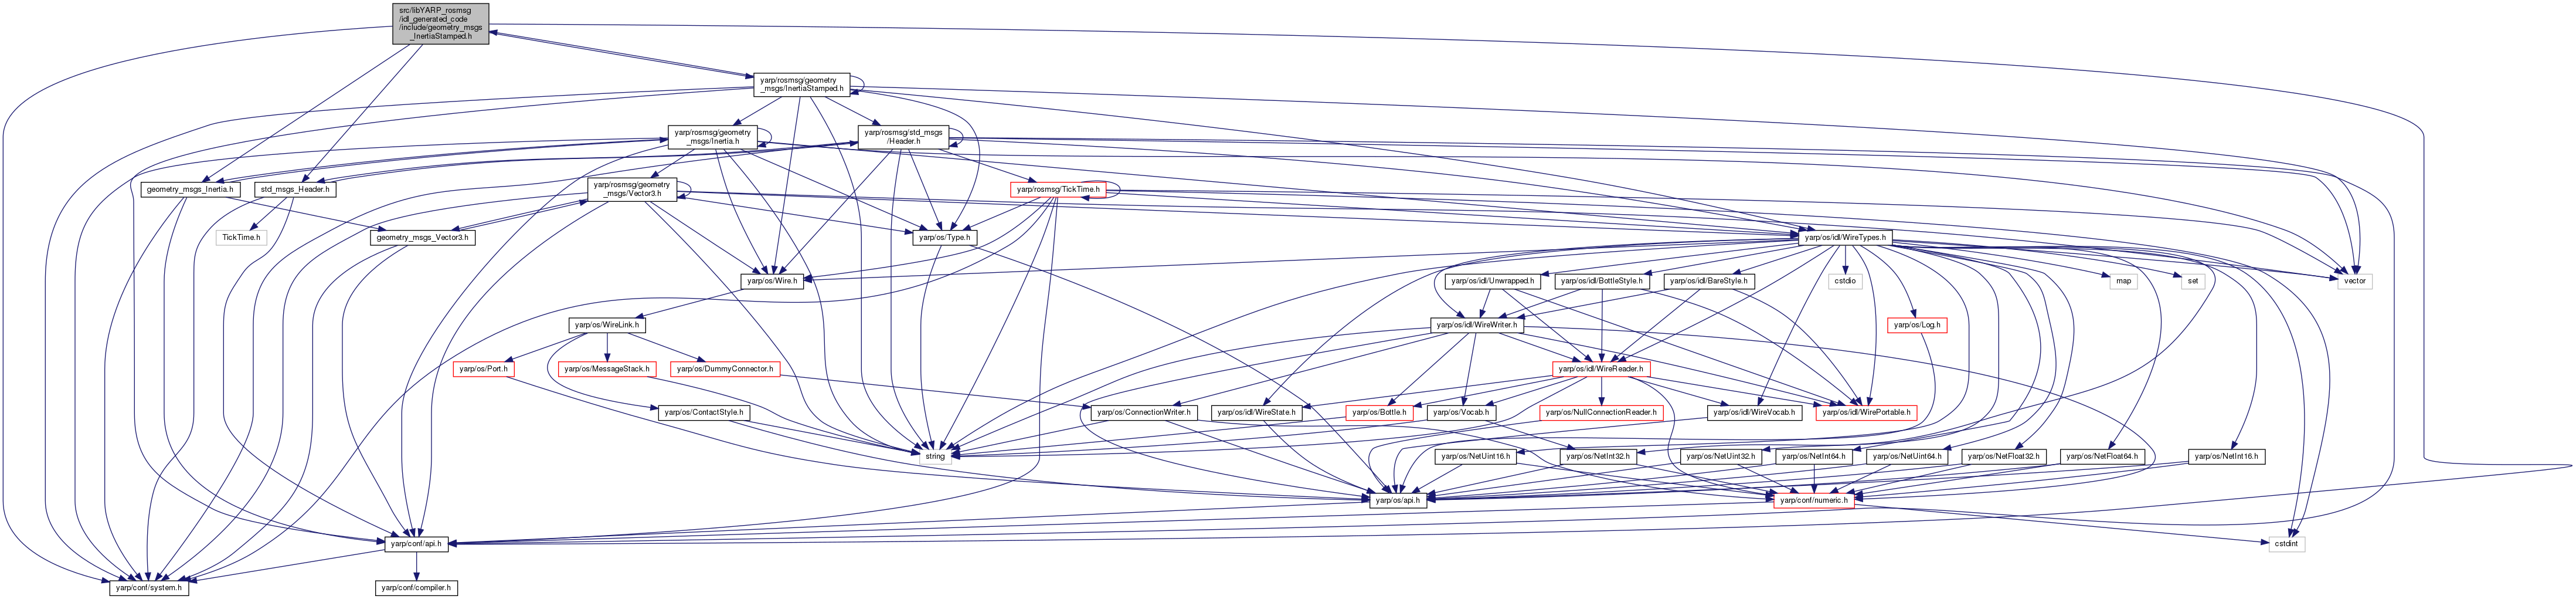 src/libYARP_rosmsg
/idl_generated_code
/include/geometry_msgs
_InertiaStamped.h
yarp/rosmsg/geometry
_msgs/InertiaStamped.h
yarp/rosmsg/geometry
_msgs/Inertia.h
yarp/rosmsg/std_msgs
/Header.h
geometry_msgs_Inertia.h
std_msgs_Header.h
yarp/rosmsg/geometry
_msgs/Vector3.h
yarp/rosmsg/TickTime.h
TickTime.h
geometry_msgs_Vector3.h
yarp/os/Type.h
yarp/os/idl/WireTypes.h
yarp/os/Wire.h
yarp/os/idl/Unwrapped.h
yarp/os/idl/BottleStyle.h
yarp/os/idl/BareStyle.h
cstdio
map
set
vector
yarp/os/WireLink.h
yarp/os/idl/WireWriter.h
yarp/os/Log.h
yarp/os/Port.h
yarp/os/MessageStack.h
yarp/os/DummyConnector.h
yarp/os/idl/WireReader.h
yarp/os/ContactStyle.h
yarp/os/ConnectionWriter.h
yarp/os/idl/WireState.h
yarp/os/Bottle.h
yarp/os/Vocab.h
yarp/os/NullConnectionReader.h
yarp/os/idl/WireVocab.h
yarp/os/idl/WirePortable.h
string
yarp/os/NetUint16.h
yarp/os/NetInt32.h
yarp/os/NetUint32.h
yarp/os/NetInt64.h
yarp/os/NetUint64.h
yarp/os/NetFloat32.h
yarp/os/NetFloat64.h
yarp/os/NetInt16.h
yarp/os/api.h
yarp/conf/numeric.h
yarp/conf/api.h
cstdint
yarp/conf/system.h
yarp/conf/compiler.h